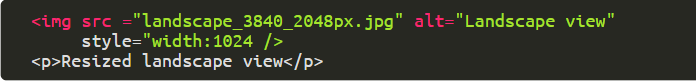 <img src ="landscape_3840_2048px.jpg" alt="Landscape view"
style="width:1024 />
<p>Resized landscape view</p>